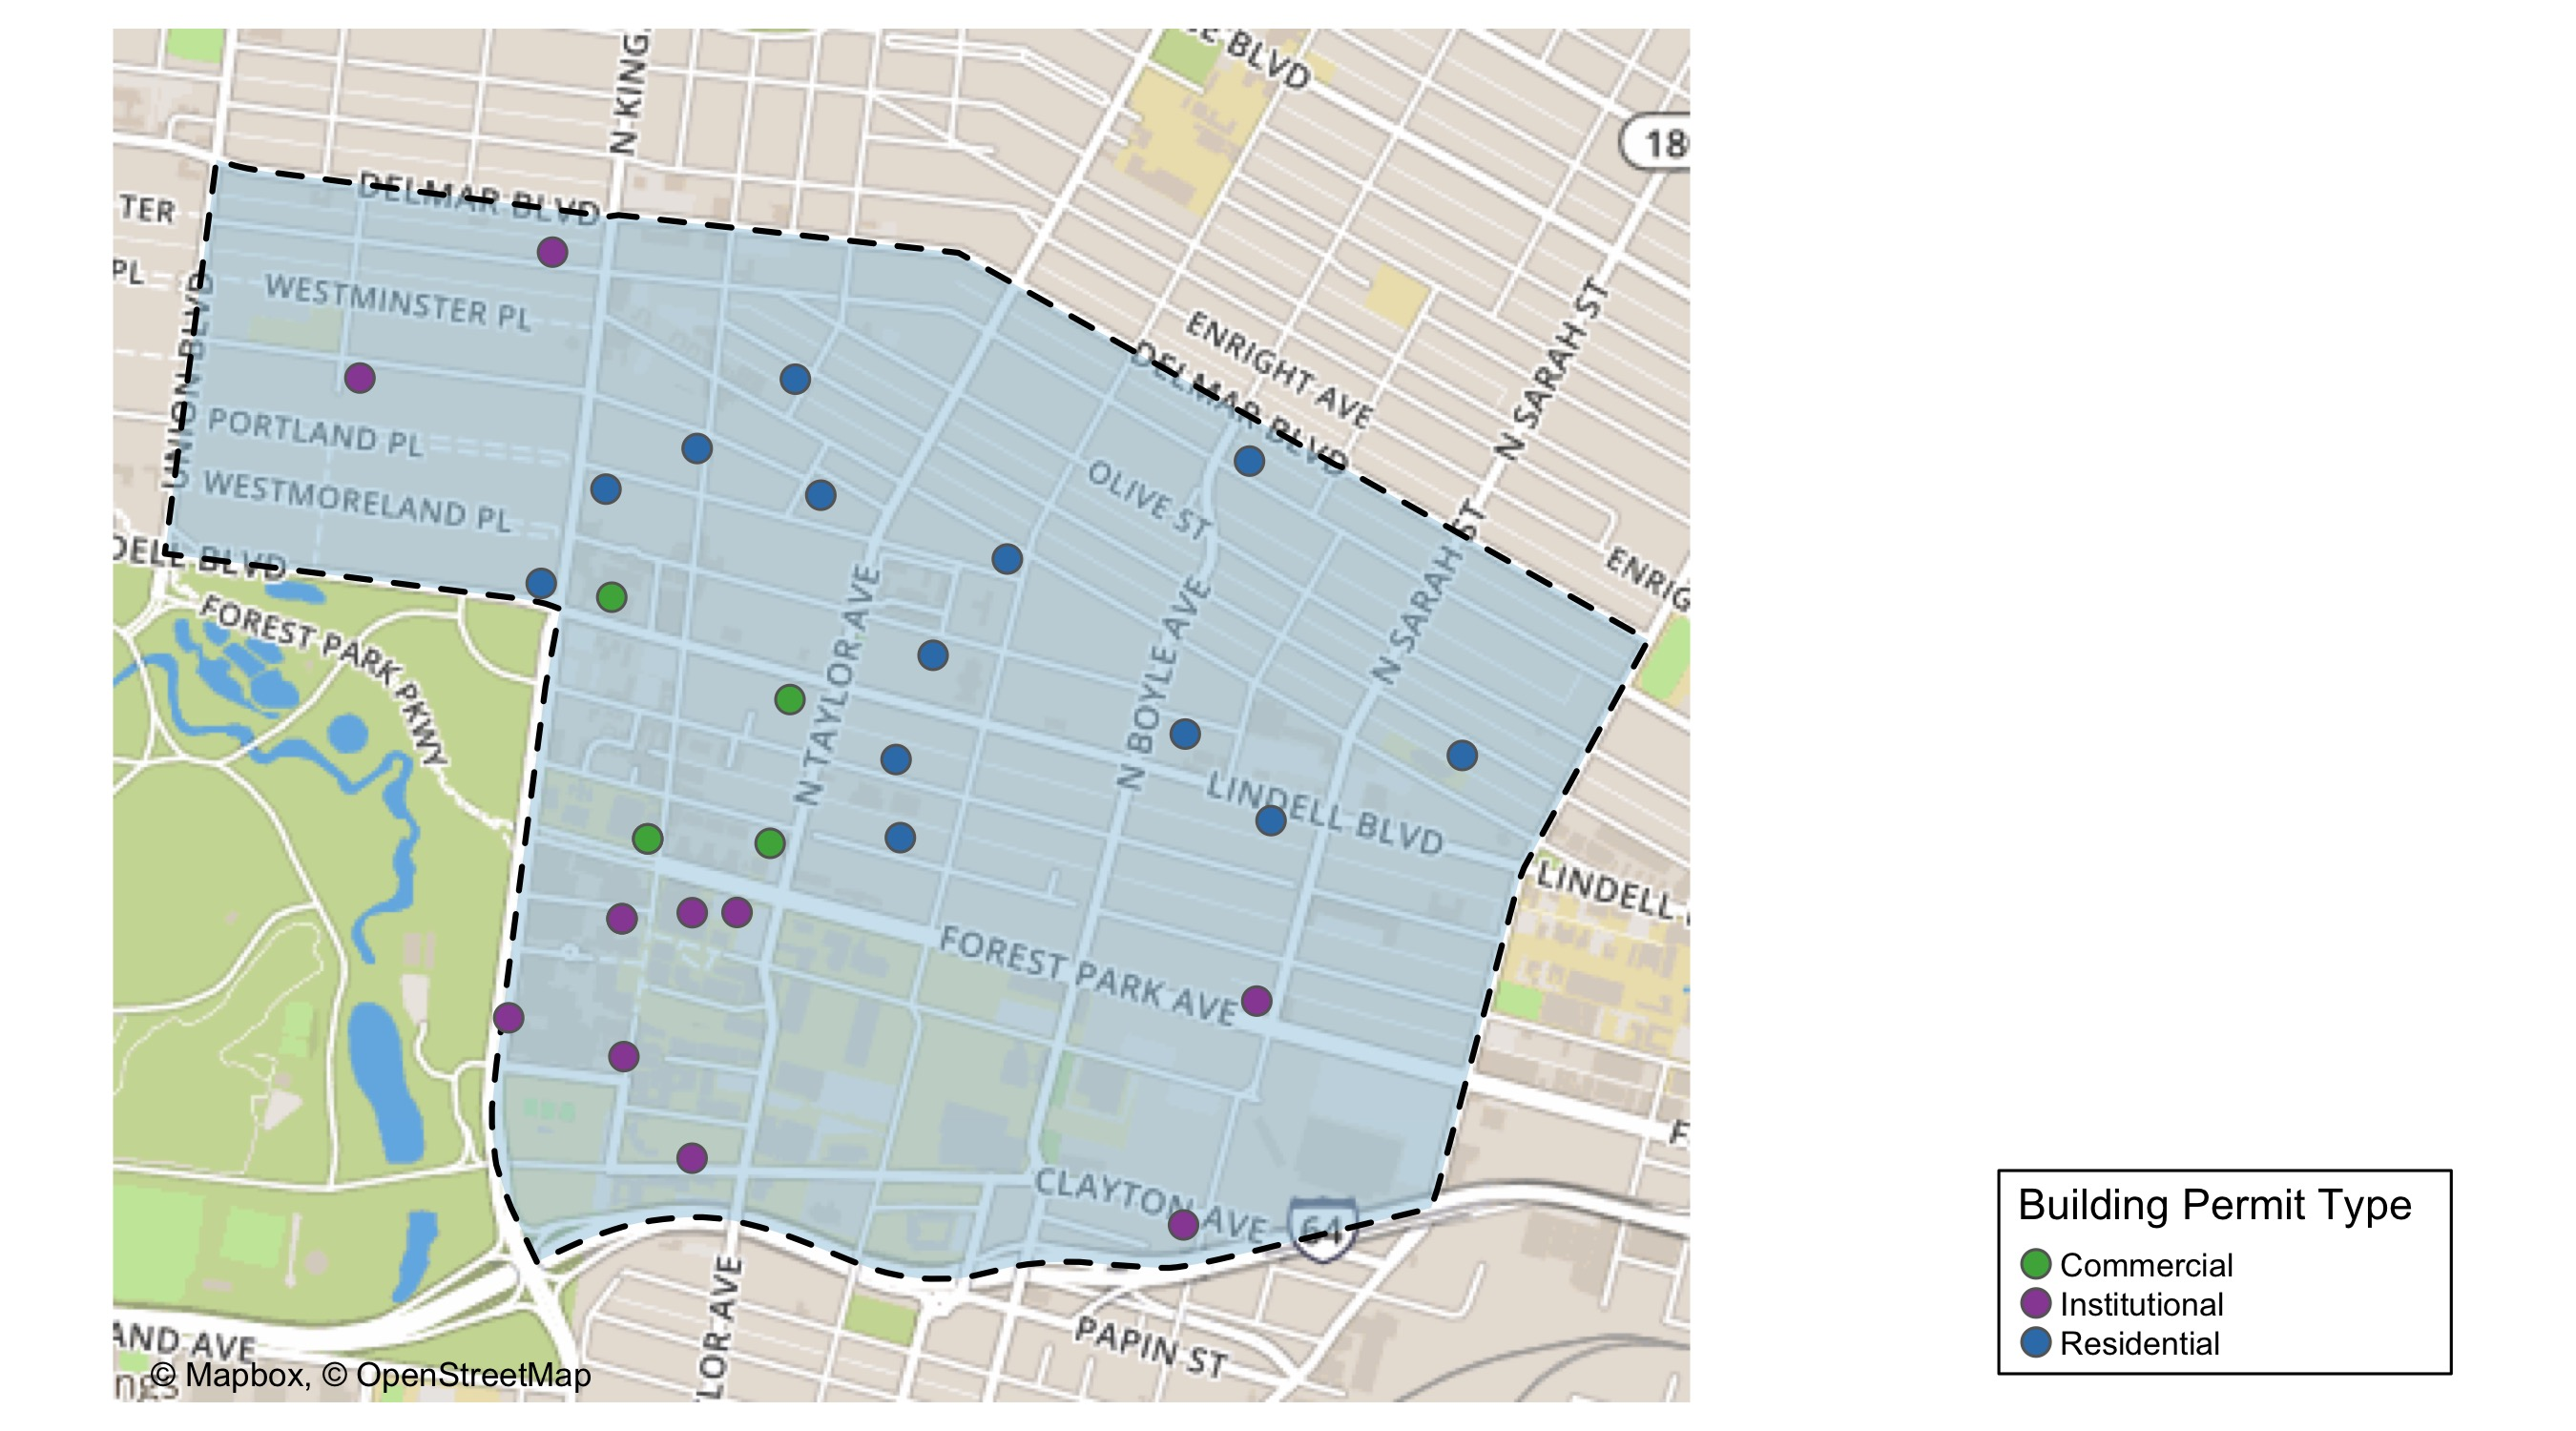 BLVD
N KING
18
TER
DELMAR BLVD
PL
WESTMINSTER PL
UNION BLVD
ENRIGHT AVE
N SARAH ST
DELMAR BLVD
PORTLAND PL
WESTMORELAND PL
OLIVE ST
DELL BLVD
ENRIG
FOREST PARK PKWY
N TAYLOR AVE
N BOYLE AVE
N SARAH ST
LINDELL BLVD
LINDELL
FOREST PARK AVE
F
CLAYTON AVE
64
LOR AVE
PAPIN ST
AND AVE
© Mapbox, © OpenStreetMap
Building Permit Type
Commercial
Institutional
Residential